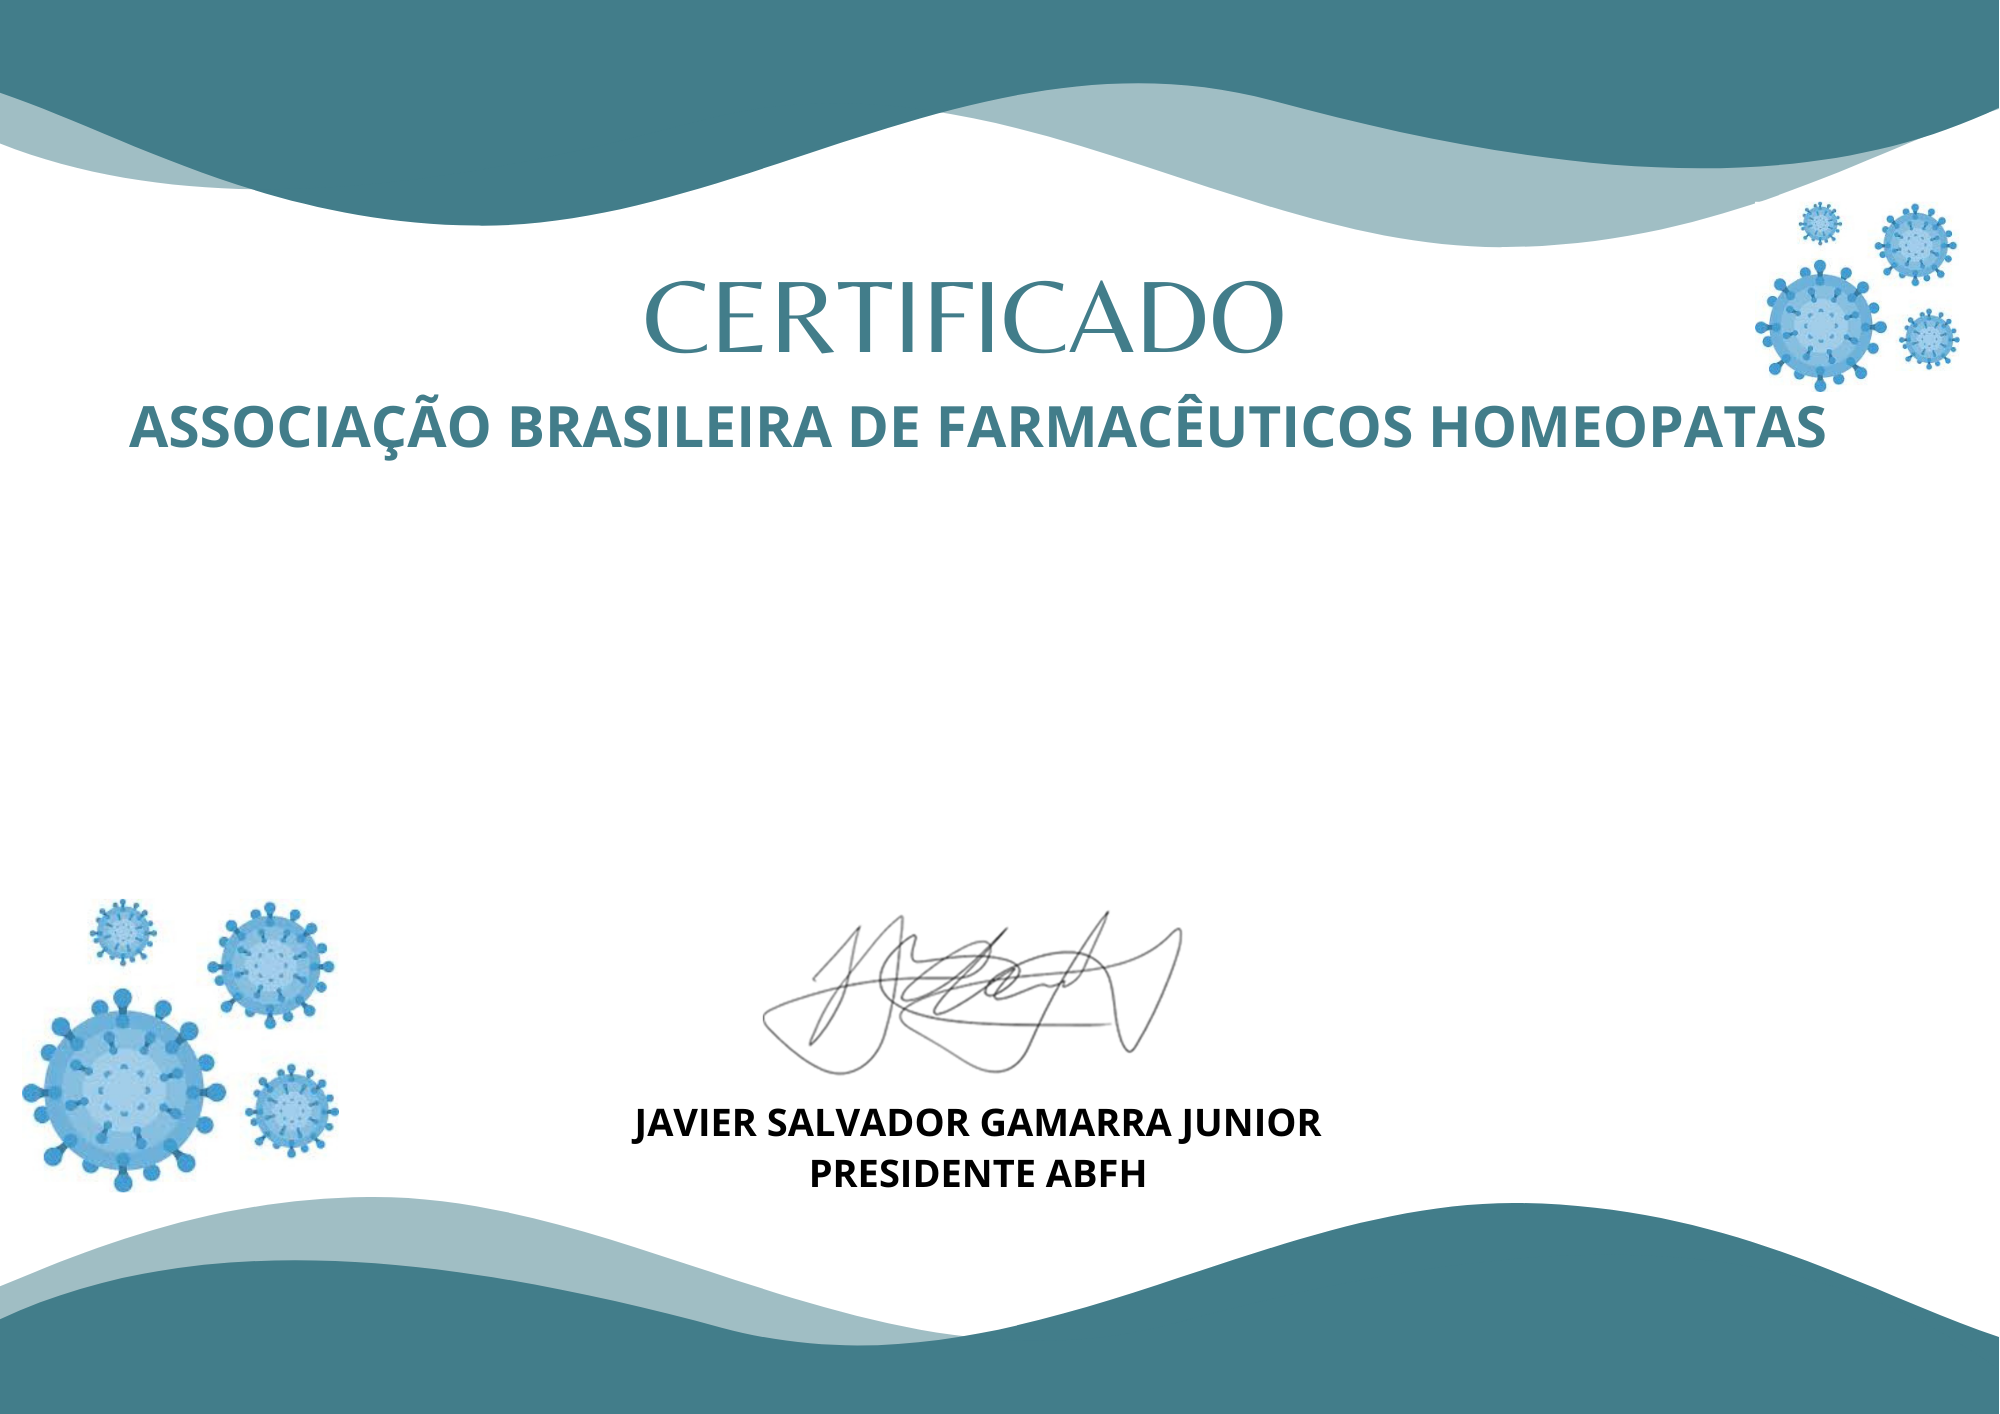 CERTIFICADO
ASSOCIAÇÃO BRASILEIRA DE FARMACÊUTICOS HOMEOPATAS
JAVIER SALVADOR GAMARRA JUNIOR
PRESIDENTE ABFH